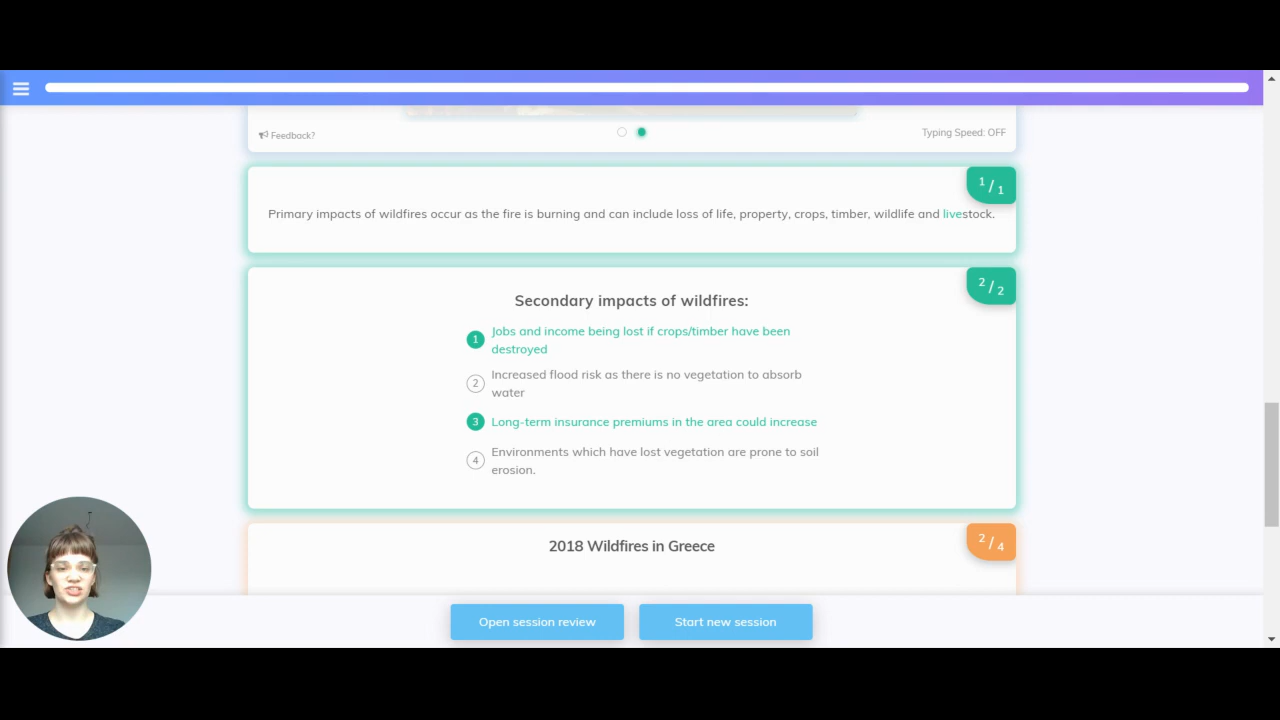 Feedback?
Typing Speed: OFF
1/1
Primary impacts of wildfires occur as the fire is burning and can include loss of life, property, crops, timber, wildlife and livestock.
2/2
Secondary impacts of wildfires:
1 Jobs and income being lost if crops/timber have been
destroyed
2 Increased flood risk as there is no vegetation to absorb
water
3 Long-term insurance premiums in the area could increase
4 Environments which have lost vegetation are prone to soil
erosion.
2/4
2018 Wildfires in Greece
Open session review
Start new session